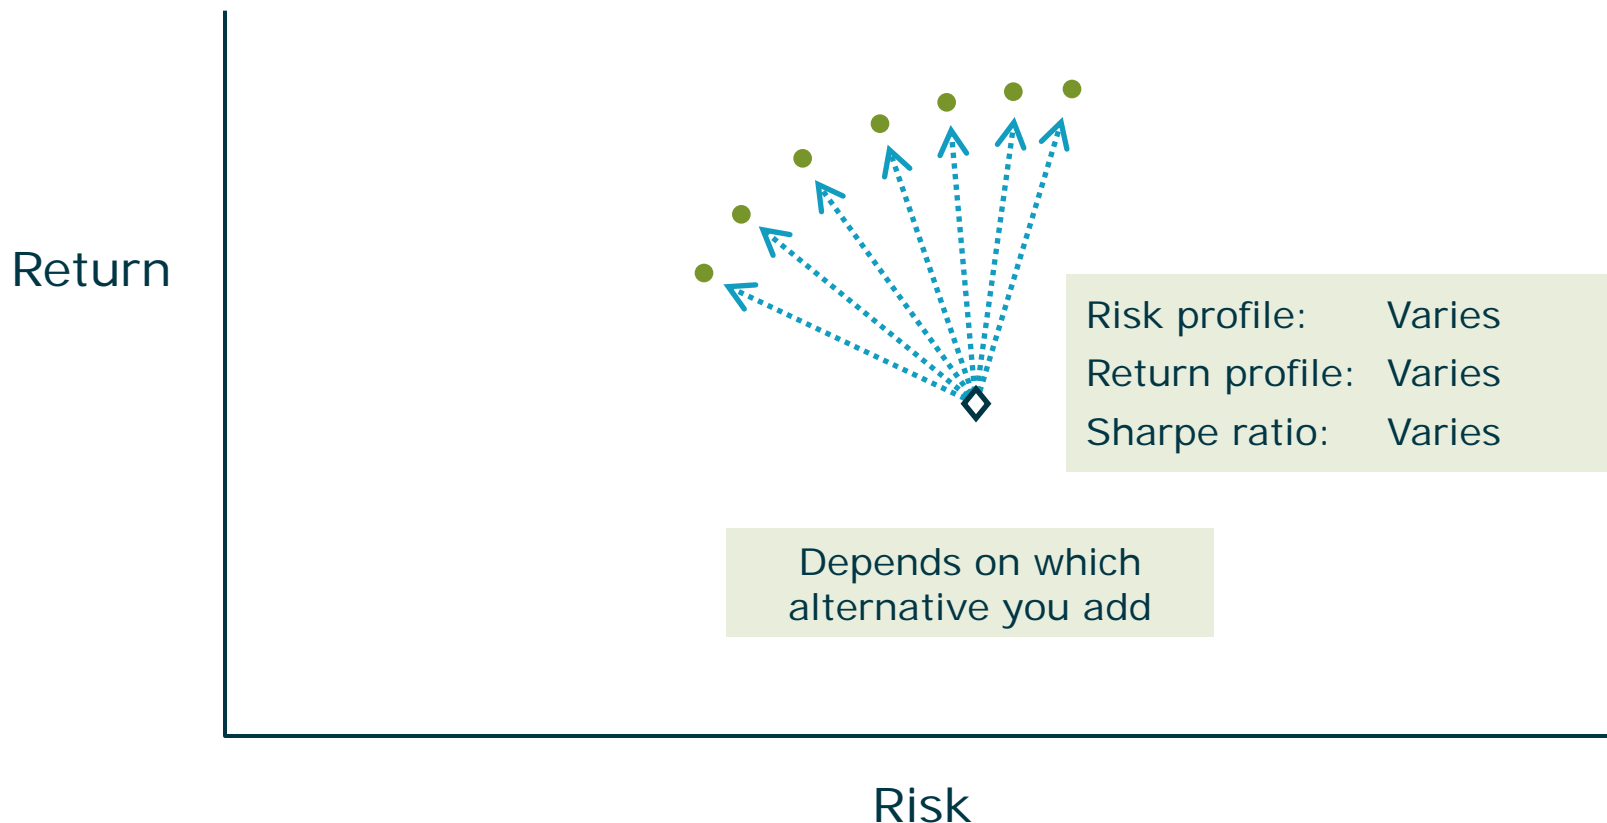 Return
Risk profile: Varies
Return profile: Varies
Sharpe ratio: Varies
Depends on which
alternative you add
Risk